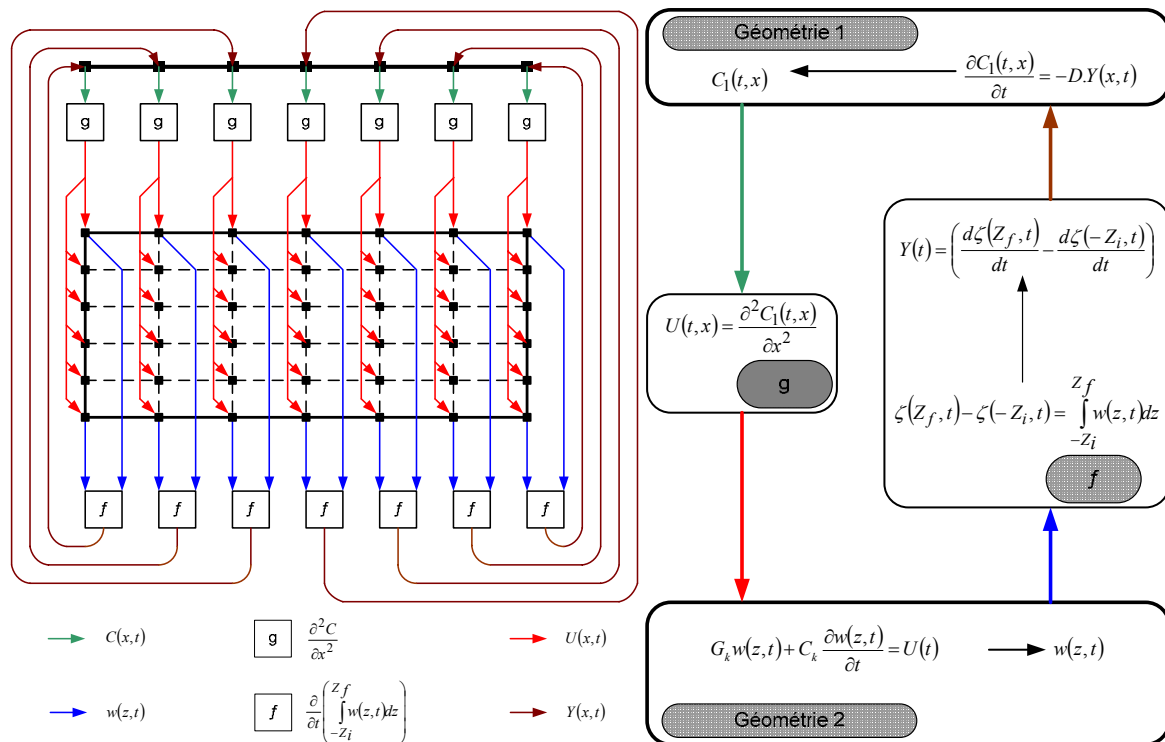 g g g g g g g
f f f f f f f
C(x,t)
g ∂²C/∂x²
U(x,t)
w(z,t)
f ∂/∂t(∫_{-Z_i}^{Z_f} w(z,t)dz)
Y(x,t)
Géométrie 1
C₁(t,x)
∂C₁(t,x)/∂t = −D.Y(x,t)
Y(t) = (dζ(Z_f,t)/dt − dζ(−Z_i,t)/dt)
U(t,x) = ∂²C₁(t,x)/∂x²
g
ζ(Z_f,t) − ζ(−Z_i,t) = ∫_{-Z_i}^{Z_f} w(z,t)dz
f
G_k w(z,t) + C_k ∂w(z,t)/∂t = U(t)
w(z,t)
Géométrie 2